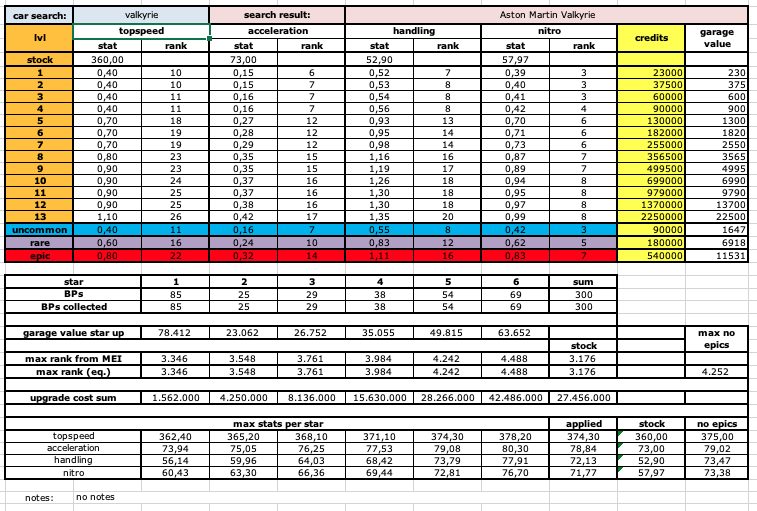 car search: valkyrie search result: Aston Martin Valkyrie
lvl topspeed acceleration handling nitro credits garage value
stat rank stat rank stat rank stat rank
stock 360,00 73,00 52,90 57,97
1 0,40 10 0,15 6 0,52 7 0,39 3 23000 230
2 0,40 10 0,15 7 0,53 8 0,40 3 37500 375
3 0,40 11 0,16 7 0,54 8 0,41 3 60000 600
4 0,40 11 0,16 7 0,56 8 0,42 4 90000 900
5 0,70 18 0,27 12 0,93 13 0,70 6 130000 1300
6 0,70 19 0,28 12 0,95 14 0,71 6 182000 1820
7 0,70 19 0,29 12 0,98 14 0,73 6 255000 2550
8 0,80 23 0,35 15 1,16 16 0,87 7 356500 3565
9 0,90 23 0,35 15 1,19 17 0,89 7 499500 4995
10 0,90 24 0,37 16 1,26 18 0,94 8 699000 6990
11 0,90 25 0,37 16 1,30 18 0,95 8 979000 9790
12 0,90 25 0,38 16 1,30 18 0,97 8 1370000 13700
13 1,10 26 0,42 17 1,35 20 0,99 8 2250000 22500
uncommon 0,40 11 0,16 7 0,55 8 0,42 3 90000 1647
rare 0,60 16 0,24 10 0,83 12 0,62 5 180000 6918
epic 0,80 22 0,32 14 1,11 16 0,83 7 540000 11531
star 1 2 3 4 5 6 sum
BPs 85 25 29 38 54 69 300
BPs collected 85 25 29 38 54 69 300
garage value star up 78.412 23.062 26.752 35.055 49.815 63.652 max no epics
stock
max rank from MEI 3.346 3.548 3.761 3.984 4.242 4.488 3.176
max rank (eq.) 3.346 3.548 3.761 3.984 4.242 4.488 3.176 4.252
upgrade cost sum 1.562.000 4.250.000 8.136.000 15.630.000 28.266.000 42.486.000 27.456.000
max stats per star applied stock no epics
topspeed 362,40 365,20 368,10 371,10 374,30 378,20 374,30 360,00 375,00
acceleration 73,94 75,05 76,25 77,53 79,08 80,30 78,84 73,00 79,02
handling 56,14 59,96 64,03 68,42 73,79 77,91 72,13 52,90 73,47
nitro 60,43 63,30 66,36 69,44 72,81 76,70 71,77 57,97 73,38
notes: no notes